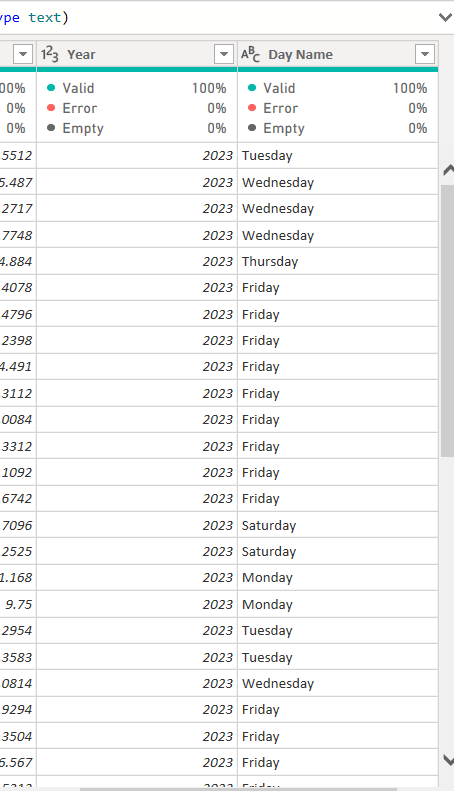 ype text)
1²3 Year ABC Day Name
00% Valid 100% Valid 100%
0% Error 0% Error 0%
0% Empty 0% Empty 0%
.5512 2023 Tuesday
5.487 2023 Wednesday
.2717 2023 Wednesday
.7748 2023 Wednesday
4.884 2023 Thursday
.4078 2023 Friday
.4796 2023 Friday
.2398 2023 Friday
4.491 2023 Friday
.3112 2023 Friday
.0084 2023 Friday
.3312 2023 Friday
.1092 2023 Friday
.6742 2023 Friday
.7096 2023 Saturday
.2525 2023 Saturday
1.168 2023 Monday
9.75 2023 Monday
.2954 2023 Tuesday
.3583 2023 Tuesday
.0814 2023 Wednesday
.9294 2023 Friday
.3504 2023 Friday
6.567 2023 Friday
2023 Friday